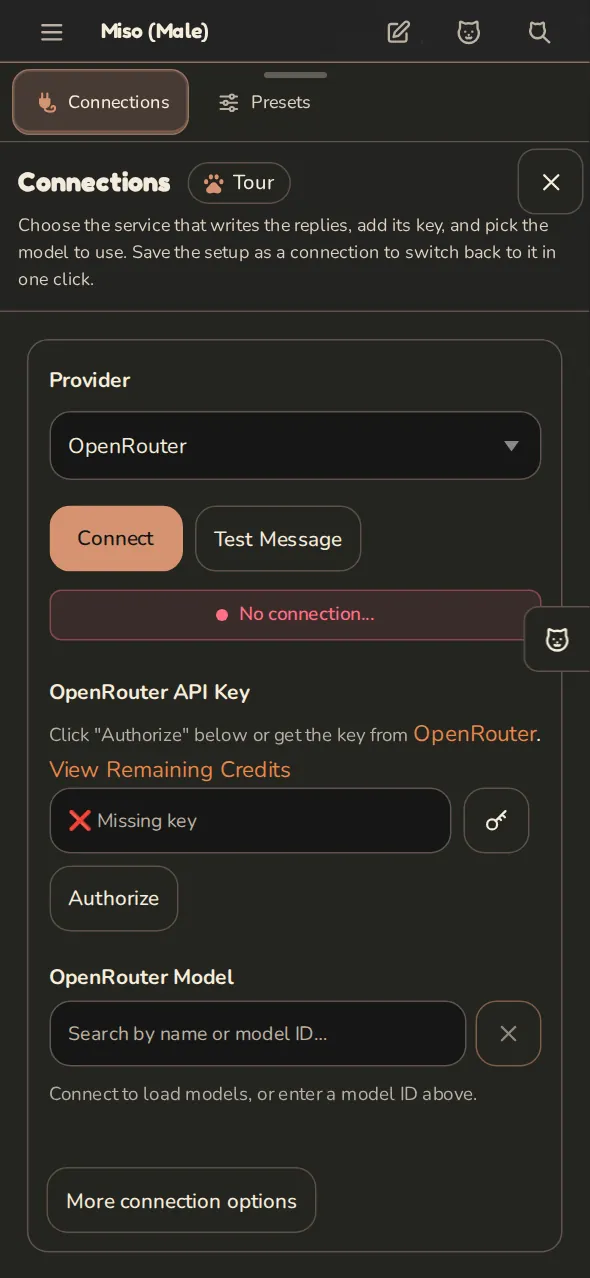 Miso (Male)
Connections
Presets
Connections
Tour
Choose the service that writes the replies, add its key, and pick the
model to use. Save the setup as a connection to switch back to it in
one click.
Provider
OpenRouter
Connect
Test Message
No connection...
OpenRouter API Key
Click "Authorize" below or get the key from OpenRouter.
View Remaining Credits
❌ Missing key
Authorize
OpenRouter Model
Search by name or model ID...
Connect to load models, or enter a model ID above.
More connection options